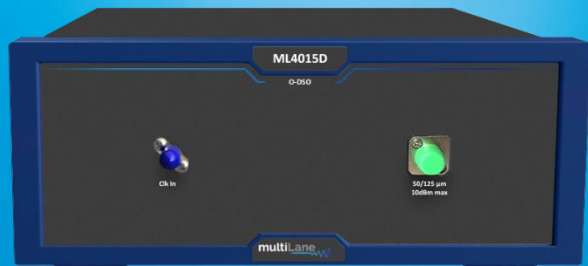 ML4015D
O-DSO
Clk In
50/125 µm
10dBm max
multiLane